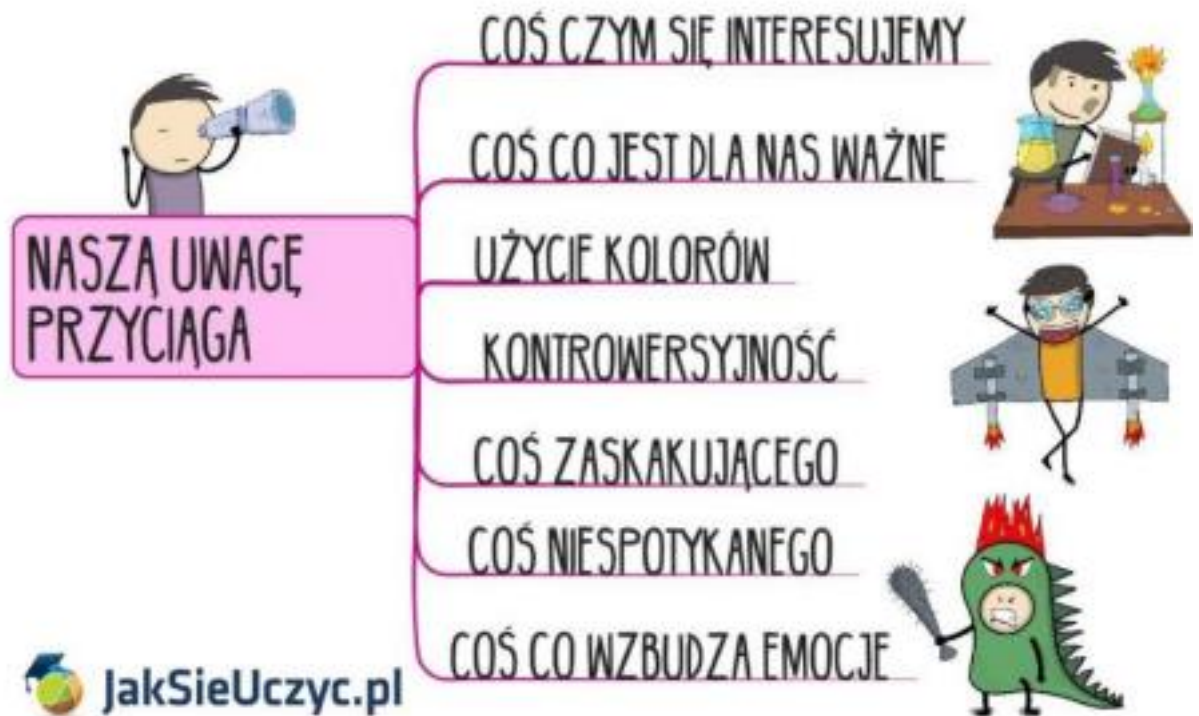 NASZĄ UWAGĘ
PRZYCIĄGA
COŚ CZYM SIĘ INTERESUJEMY
COŚ CO JEST DLA NAS WAŻNE
UŻYCIE KOLORÓW
KONTROWERSYJNOŚĆ
COŚ ZASKAKUJĄCEGO
COŚ NIESPOTYKANEGO
COŚ CO WZBUDZA EMOCJE
JakSieUczyc.pl